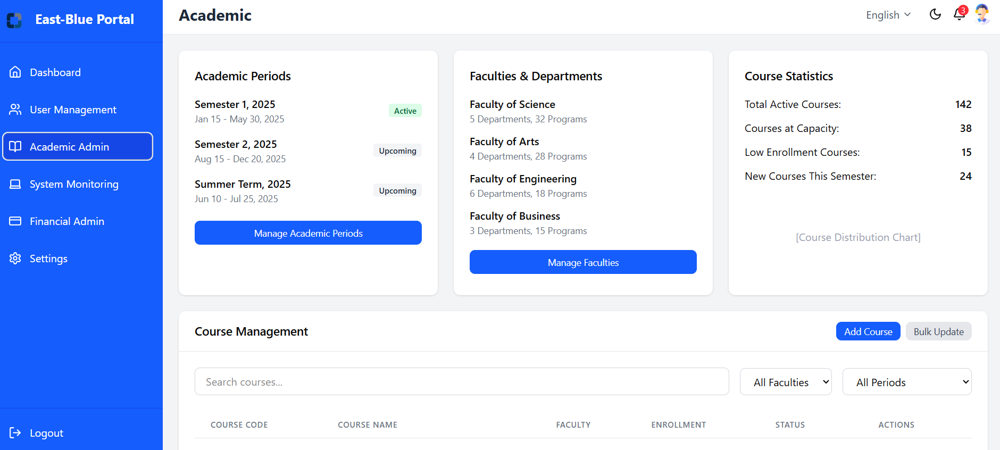 East-Blue Portal
Dashboard
User Management
Academic Admin
System Monitoring
Financial Admin
Settings
Logout
Academic
English
3
Academic Periods
Semester 1, 2025
Jan 15 - May 30, 2025
Active
Semester 2, 2025
Aug 15 - Dec 20, 2025
Upcoming
Summer Term, 2025
Jun 10 - Jul 25, 2025
Upcoming
Manage Academic Periods
Faculties & Departments
Faculty of Science
5 Departments, 32 Programs
Faculty of Arts
4 Departments, 28 Programs
Faculty of Engineering
6 Departments, 18 Programs
Faculty of Business
3 Departments, 15 Programs
Manage Faculties
Course Statistics
Total Active Courses: 142
Courses at Capacity: 38
Low Enrollment Courses: 15
New Courses This Semester: 24
[Course Distribution Chart]
Course Management
Add Course
Bulk Update
Search courses...
All Faculties
All Periods
COURSE CODE COURSE NAME FACULTY ENROLLMENT STATUS ACTIONS